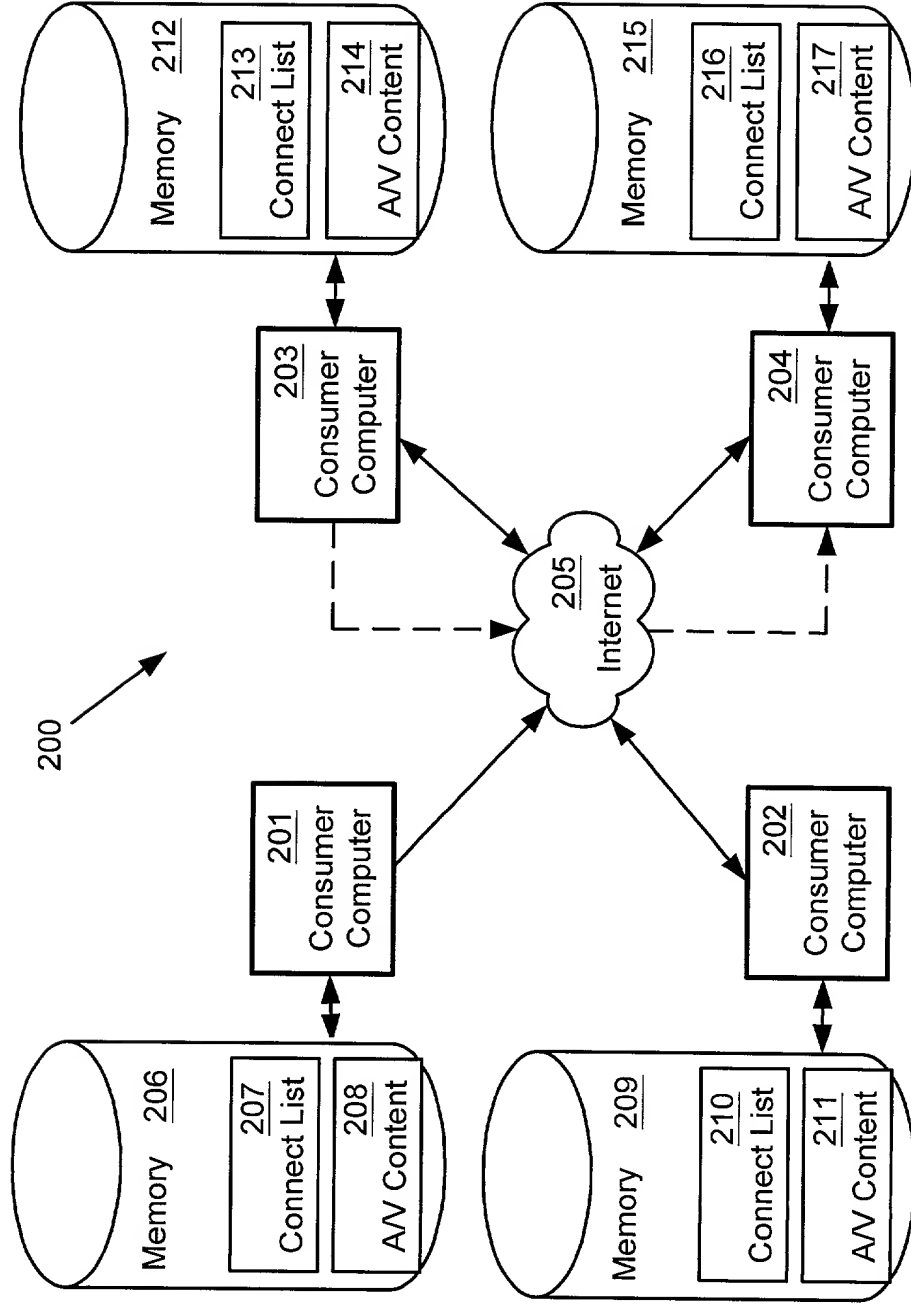 200
Memory 206
207
Connect List
208
A/V Content
201
Consumer
Computer
203
Consumer
Computer
Memory 212
213
Connect List
214
A/V Content
205
Internet
Memory 209
210
Connect List
211
A/V Content
202
Consumer
Computer
204
Consumer
Computer
Memory 215
216
Connect List
217
A/V Content